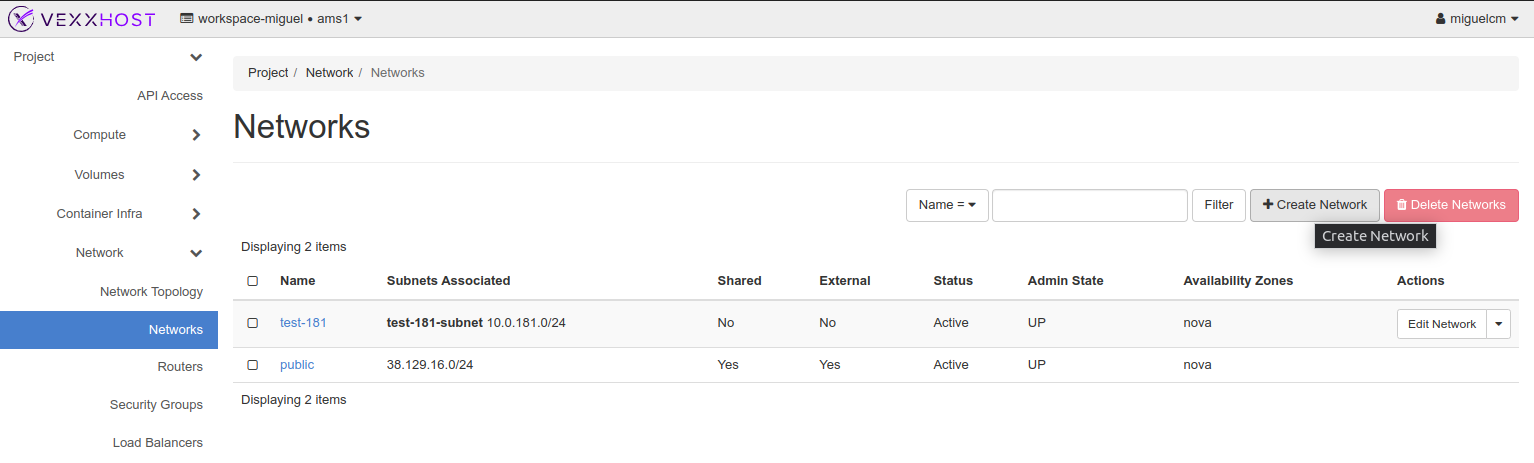 VEXXHOST workspace-miguel • ams1 miguelcm
Project
API Access
Compute
Volumes
Container Infra
Network
Network Topology
Networks
Routers
Security Groups
Load Balancers
Project / Network / Networks
Networks
Name = Filter Create Network Delete Networks
Create Network
Displaying 2 items
Name Subnets Associated Shared External Status Admin State Availability Zones Actions
test-181 test-181-subnet 10.0.181.0/24 No No Active UP nova Edit Network
public 38.129.16.0/24 Yes Yes Active UP nova
Displaying 2 items